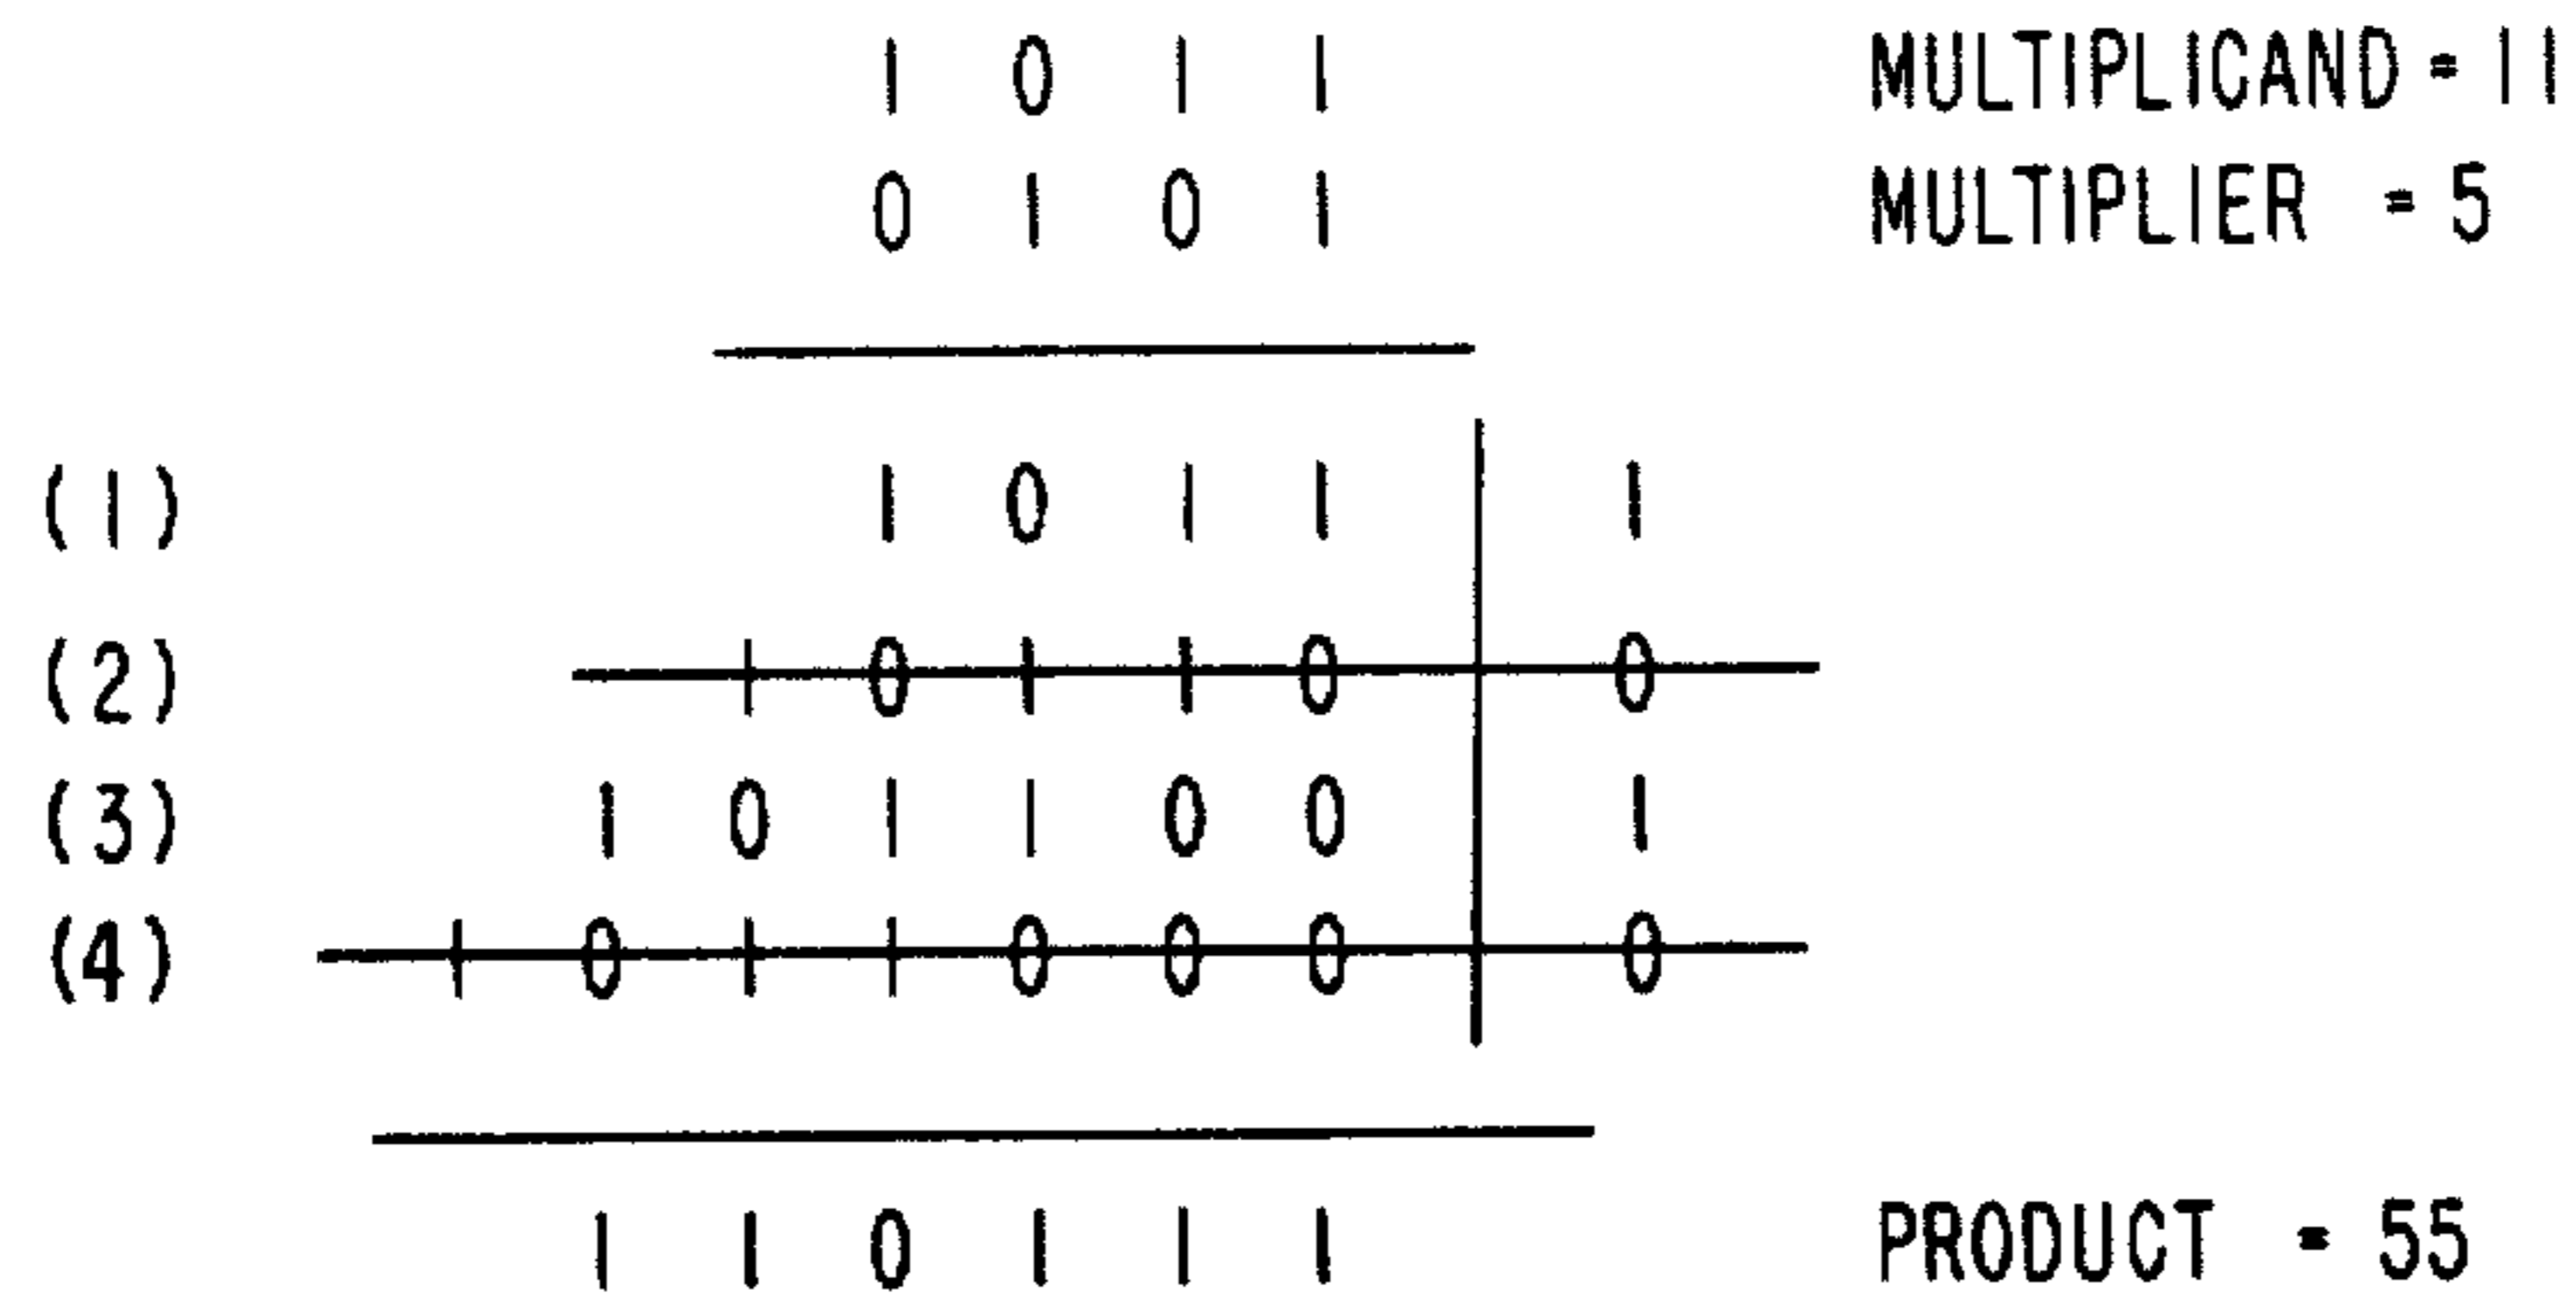 1 0 1 1 MULTIPLICAND = 11
0 1 0 1 MULTIPLIER = 5
(1) 1 0 1 1 1
(2) 1 0 1 1 0 0
(3) 1 0 1 1 0 0 1
(4) 1 0 1 1 0 0 0 0
1 1 0 1 1 1 PRODUCT = 55